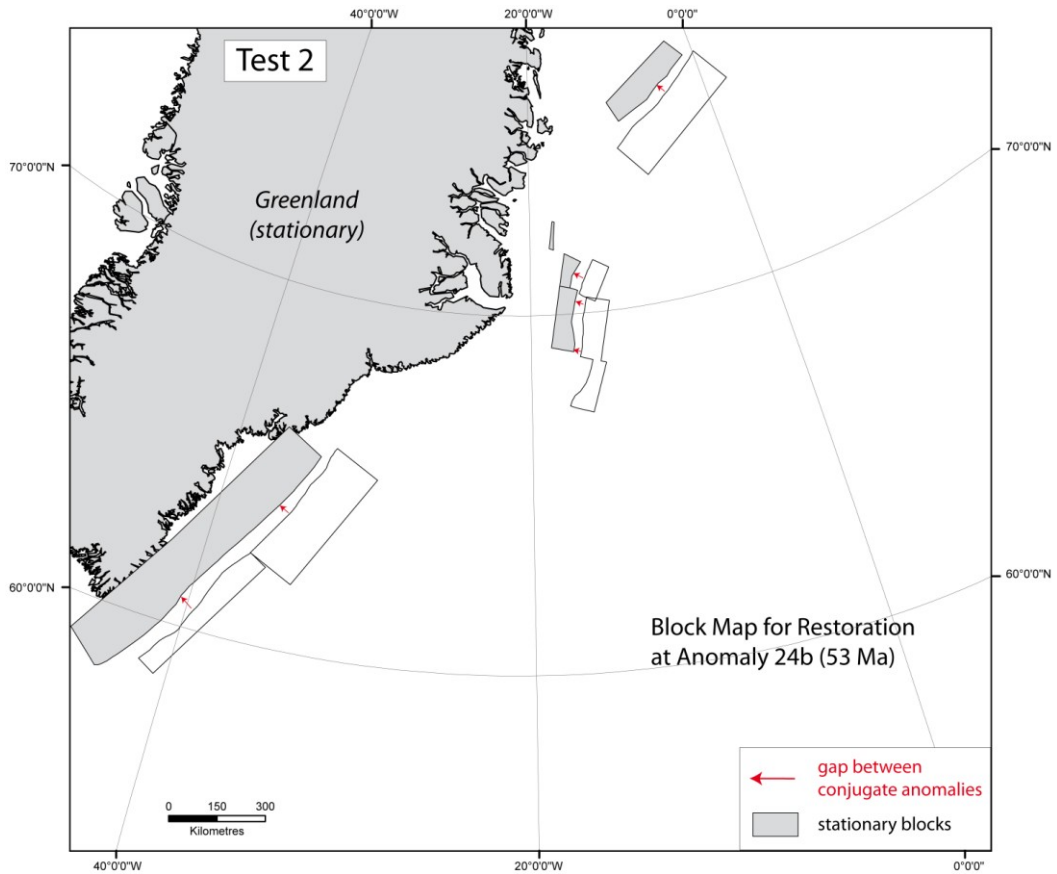 40°0'0"W
20°0'0"W
0°0'0"
Test 2
70°0'0"N
70°0'0"N
Greenland
(stationary)
60°0'0"N
60°0'0"N
Block Map for Restoration
at Anomaly 24b (53 Ma)
gap between
conjugate anomalies
stationary blocks
0 150 300
Kilometres
40°0'0"W
20°0'0"W
0°0'0"